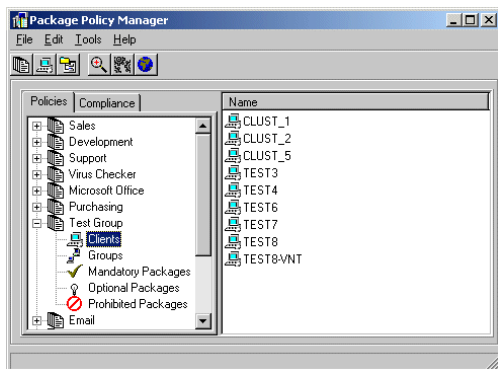 Package Policy Manager
File Edit Tools Help
Policies Compliance
Sales
Development
Support
Virus Checker
Microsoft Office
Purchasing
Test Group
Clients
Groups
Mandatory Packages
Optional Packages
Prohibited Packages
Email
Name
CLUST_1
CLUST_2
CLUST_5
TEST3
TEST4
TEST6
TEST7
TEST8
TEST8-VNT